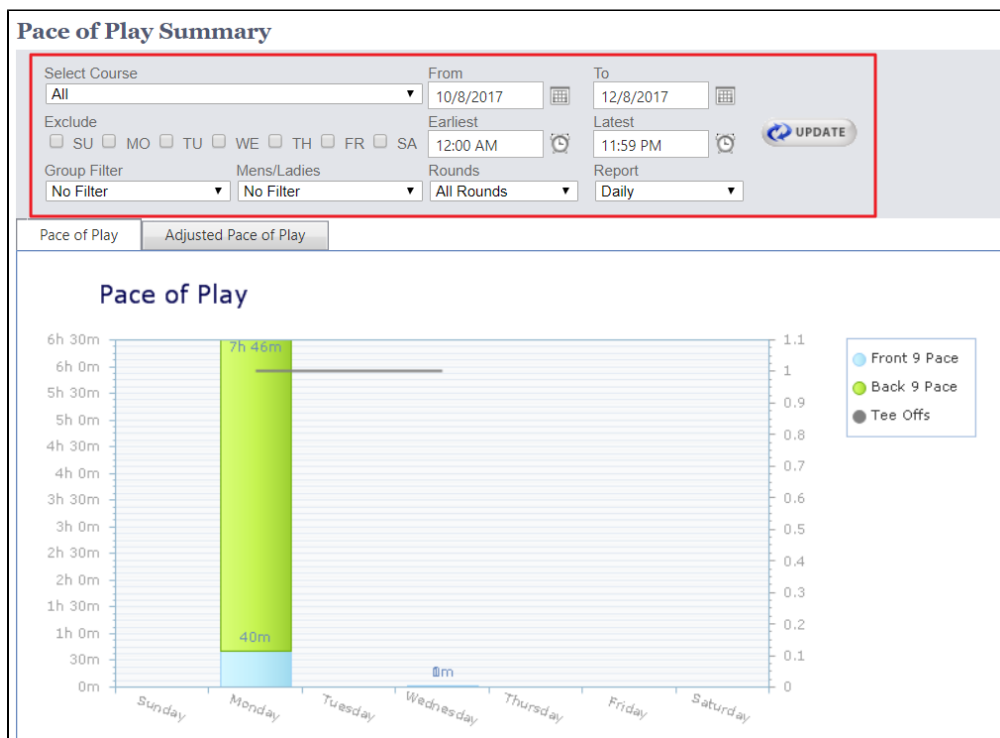 Pace of Play Summary
Select Course From To
All 10/8/2017 12/8/2017
Exclude Earliest Latest
SU MO TU WE TH FR SA 12:00 AM 11:59 PM UPDATE
Group Filter Mens/Ladies Rounds Report
No Filter No Filter All Rounds Daily
Pace of Play Adjusted Pace of Play
Pace of Play
6h 30m 1.1
7h 46m
6h 0m 1
5h 30m 0.9
5h 0m 0.8
4h 30m
4h 0m 0.7
3h 30m 0.6
3h 0m 0.5
2h 30m 0.4
2h 0m
1h 30m 0.3
1h 0m 0.2
40m
30m 0.1
0m 0
Sunday Monday Tuesday Wednesday Thursday Friday Saturday
Front 9 Pace
Back 9 Pace
Tee Offs